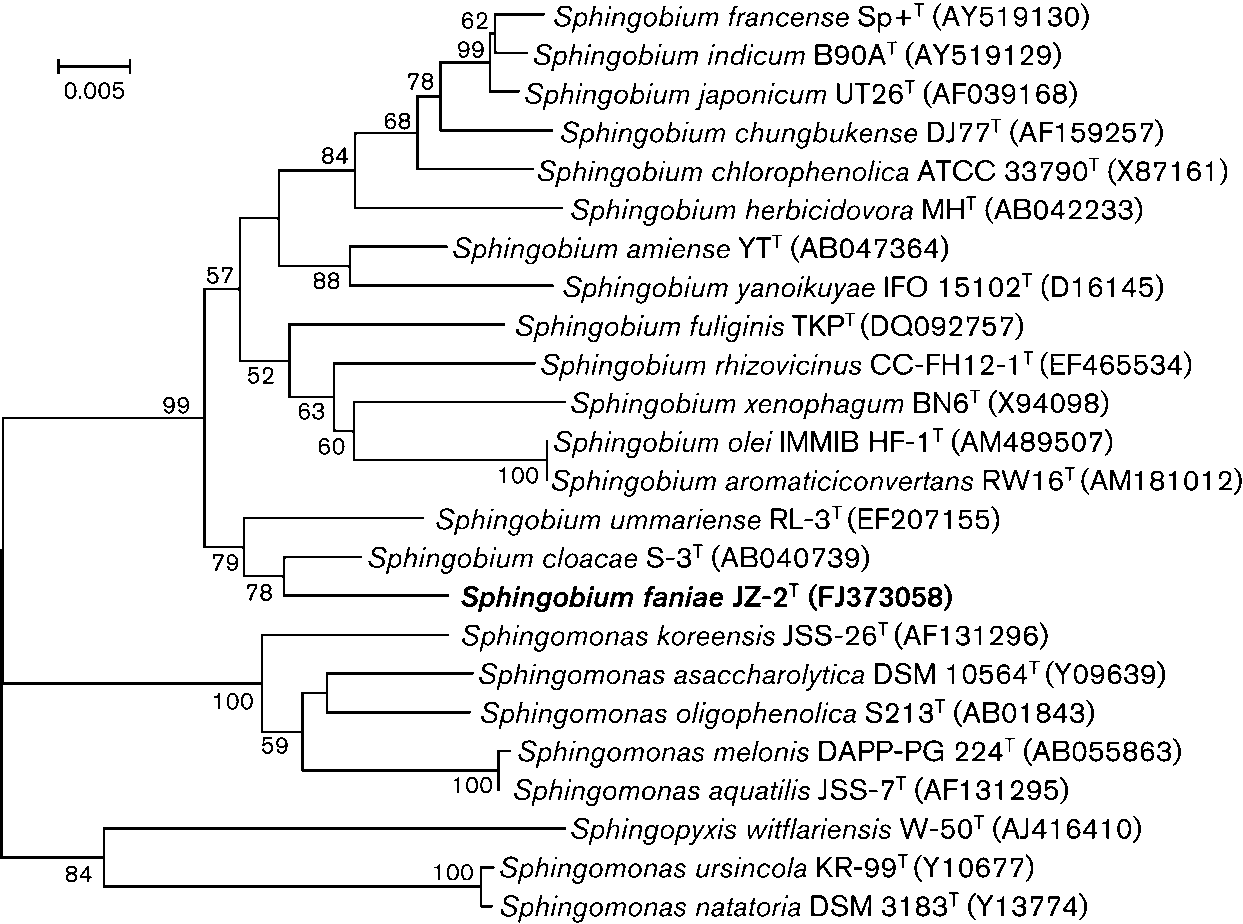 62 Sphingobium francense Sp+ᵀ (AY519130)
99 Sphingobium indicum B90Aᵀ (AY519129)
0.005
78 Sphingobium japonicum UT26ᵀ (AF039168)
68 Sphingobium chungbukense DJ77ᵀ (AF159257)
84 Sphingobium chlorophenolica ATCC 33790ᵀ (X87161)
Sphingobium herbicidovora MHᵀ (AB042233)
Sphingobium amiense YTᵀ (AB047364)
57 88 Sphingobium yanoikuyae IFO 15102ᵀ (D16145)
Sphingobium fuliginis TKPᵀ (DQ092757)
52 Sphingobium rhizovicinus CC-FH12-1ᵀ (EF465534)
99 63 Sphingobium xenophagum BN6ᵀ (X94098)
60 Sphingobium olei IMMIB HF-1ᵀ (AM489507)
100 Sphingobium aromaticiconvertans RW16ᵀ (AM181012)
Sphingobium ummariense RL-3ᵀ (EF207155)
79 Sphingobium cloacae S-3ᵀ (AB040739)
78 Sphingobium faniae JZ-2ᵀ (FJ373058)
Sphingomonas koreensis JSS-26ᵀ (AF131296)
Sphingomonas asaccharolytica DSM 10564ᵀ (Y09639)
100 Sphingomonas oligophenolica S213ᵀ (AB01843)
59 Sphingomonas melonis DAPP-PG 224ᵀ (AB055863)
100 Sphingomonas aquatilis JSS-7ᵀ (AF131295)
Sphingopyxis witflariensis W-50ᵀ (AJ416410)
84 100 Sphingomonas ursincola KR-99ᵀ (Y10677)
Sphingomonas natatoria DSM 3183ᵀ (Y13774)